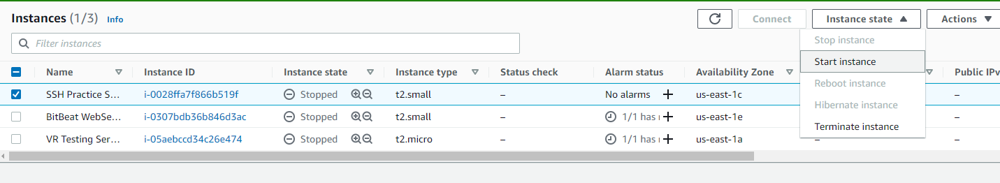 Instances (1/3) Info
Connect Instance state Actions
Filter instances
Stop instance
Start instance
Reboot instance
Hibernate instance
Terminate instance
Name Instance ID Instance state Instance type Status check Alarm status Availability Zone Public IPv
SSH Practice S... i-0028ffa7f866b519f Stopped t2.small – No alarms + us-east-1c –
BitBeat WebSe... i-0307bdb36b846d3ac Stopped t2.small – 1/1 has + us-east-1e –
VR Testing Ser... i-05aebccd34c26e474 Stopped t2.micro – 1/1 has + us-east-1a – –